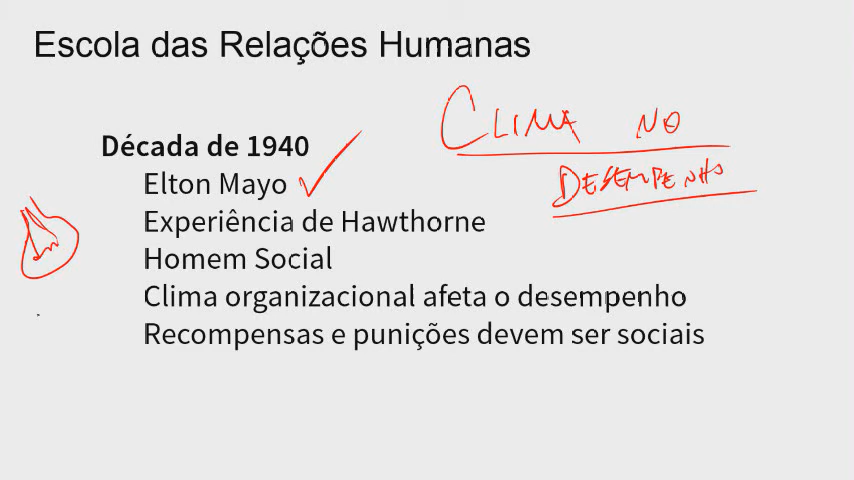 Escola das Relações Humanas
CLIMA NO
DESEMPENHO
Década de 1940
Elton Mayo
Experiência de Hawthorne
Homem Social
Clima organizacional afeta o desempenho
Recompensas e punições devem ser sociais